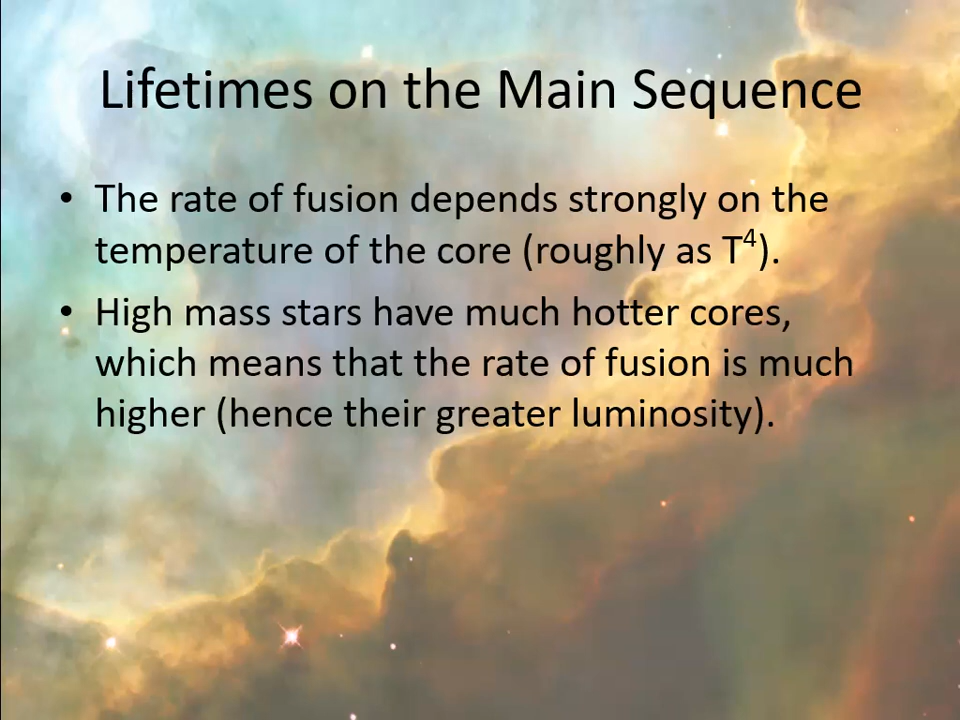 Lifetimes on the Main Sequence
• The rate of fusion depends strongly on the
temperature of the core (roughly as T⁴).
• High mass stars have much hotter cores,
which means that the rate of fusion is much
higher (hence their greater luminosity).